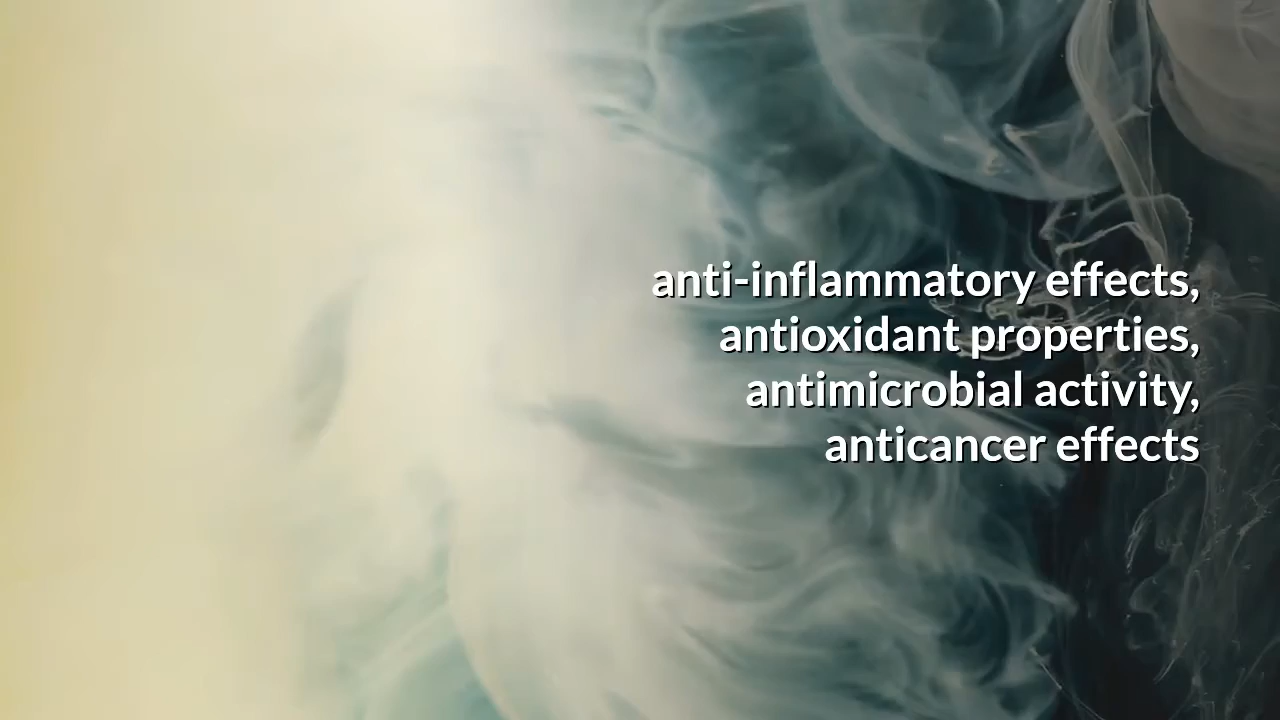 anti-inflammatory effects,
antioxidant properties,
antimicrobial activity,
anticancer effects